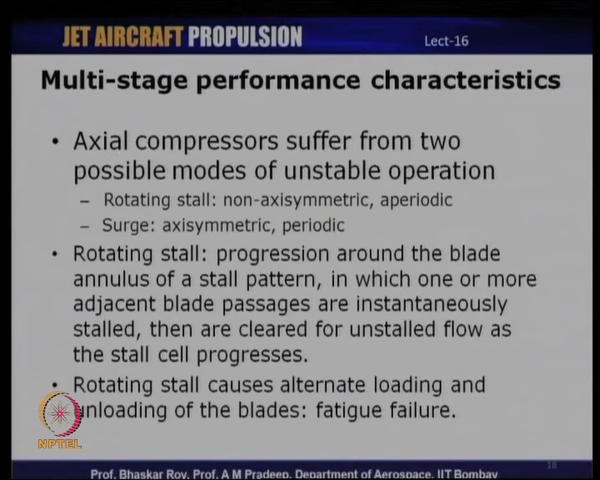 JET AIRCRAFT PROPULSION
Lect-16
Multi-stage performance characteristics
• Axial compressors suffer from two
possible modes of unstable operation
– Rotating stall: non-axisymmetric, aperiodic
– Surge: axisymmetric, periodic
• Rotating stall: progression around the blade
annulus of a stall pattern, in which one or more
adjacent blade passages are instantaneously
stalled, then are cleared for unstalled flow as
the stall cell progresses.
• Rotating stall causes alternate loading and
unloading of the blades: fatigue failure.
NPTEL
18
Prof. Bhaskar Roy, Prof. A M Pradeep, Department of Aerospace, IIT Bombay